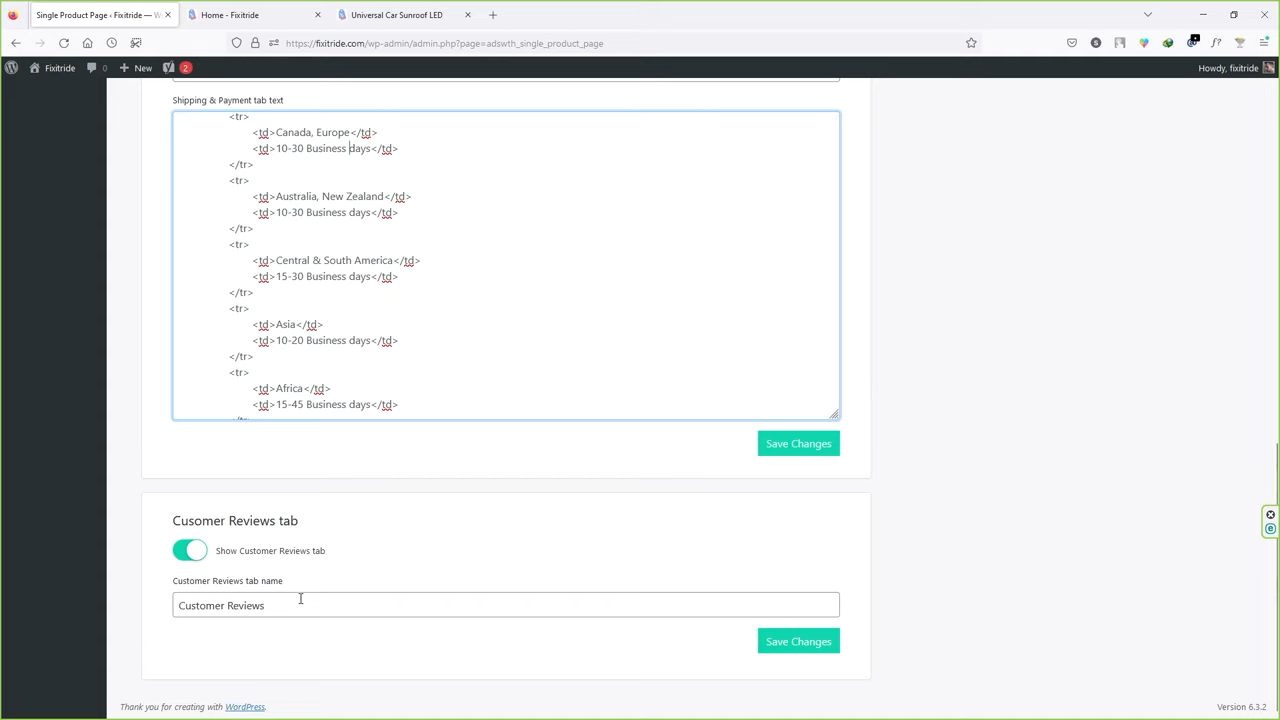 Single Product Page ‹ Fixitride — W
Home - Fixitride
Universal Car Sunroof LED
https://fixitride.com/wp-admin/admin.php?page=adswth_single_product_page
Fixitride
0
New
2
Howdy, fixitride
Shipping & Payment tab text
<tr>
<td>Canada, Europe</td>
<td>10-30 Business days</td>
</tr>
<tr>
<td>Australia, New Zealand</td>
<td>10-30 Business days</td>
</tr>
<tr>
<td>Central & South America</td>
<td>15-30 Business days</td>
</tr>
<tr>
<td>Asia</td>
<td>10-20 Business days</td>
</tr>
<tr>
<td>Africa</td>
<td>15-45 Business days</td>
Save Changes
Cusomer Reviews tab
Show Customer Reviews tab
Customer Reviews tab name
Customer Reviews
Save Changes
Thank you for creating with WordPress.
Version 6.3.2